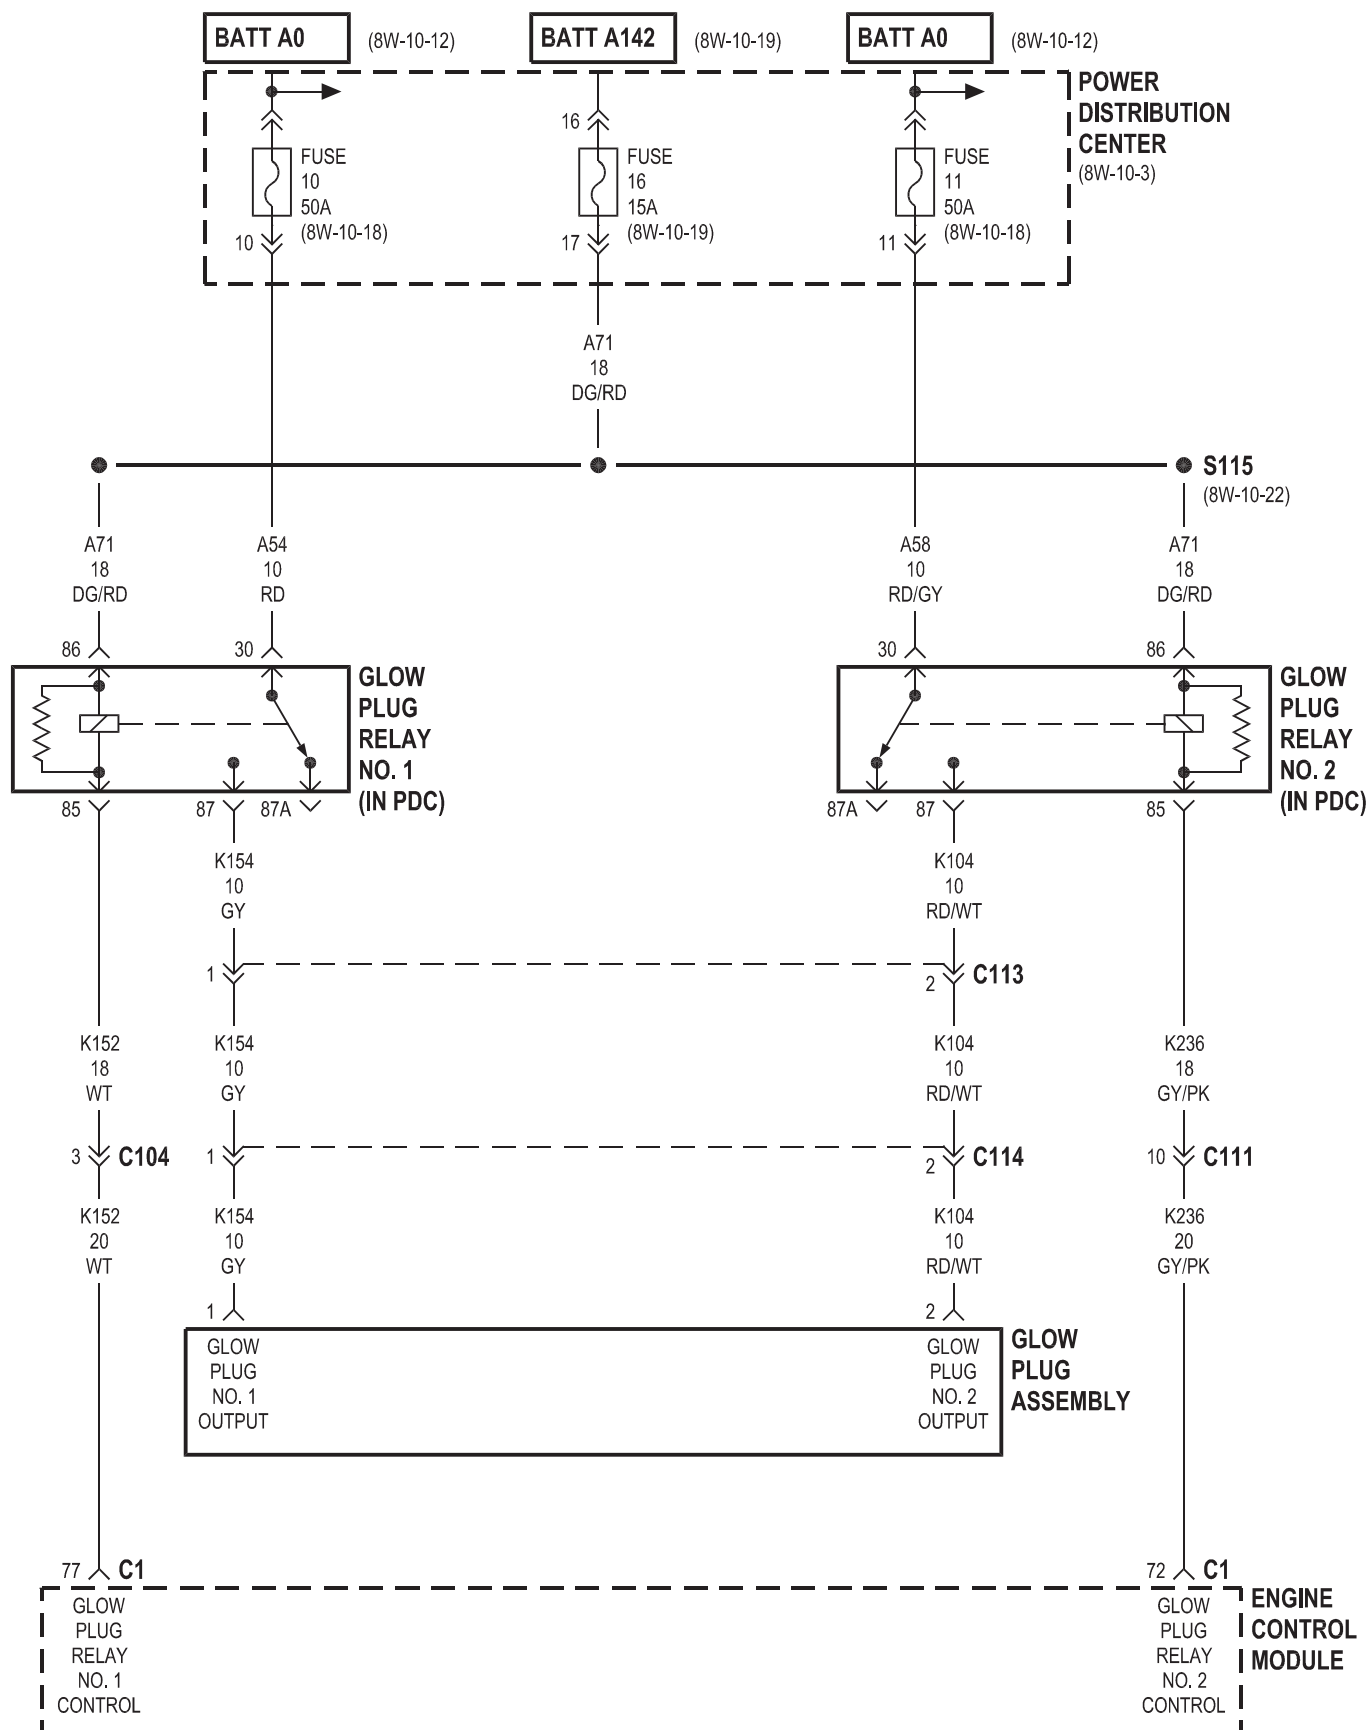 BATT A0
(8W-10-12)
BATT A142
(8W-10-19)
BATT A0
(8W-10-12)
POWER
DISTRIBUTION
CENTER
(8W-10-3)
FUSE
10
50A
(8W-10-18)
10
16
FUSE
16
15A
(8W-10-19)
17
FUSE
11
50A
(8W-10-18)
11
A71
18
DG/RD
S115
(8W-10-22)
A71
18
DG/RD
A54
10
RD
A58
10
RD/GY
A71
18
DG/RD
86
30
30
86
GLOW
PLUG
RELAY
NO. 1
(IN PDC)
GLOW
PLUG
RELAY
NO. 2
(IN PDC)
85
87
87A
87A
87
85
K154
10
GY
K104
10
RD/WT
1
2
C113
K152
18
WT
K154
10
GY
K104
10
RD/WT
K236
18
GY/PK
3
C104
1
2
C114
10
C111
K152
20
WT
K154
10
GY
K104
10
RD/WT
K236
20
GY/PK
1
2
GLOW
PLUG
NO. 1
OUTPUT
GLOW
PLUG
NO. 2
OUTPUT
GLOW
PLUG
ASSEMBLY
77
C1
72
C1
GLOW
PLUG
RELAY
NO. 1
CONTROL
GLOW
PLUG
RELAY
NO. 2
CONTROL
ENGINE
CONTROL
MODULE